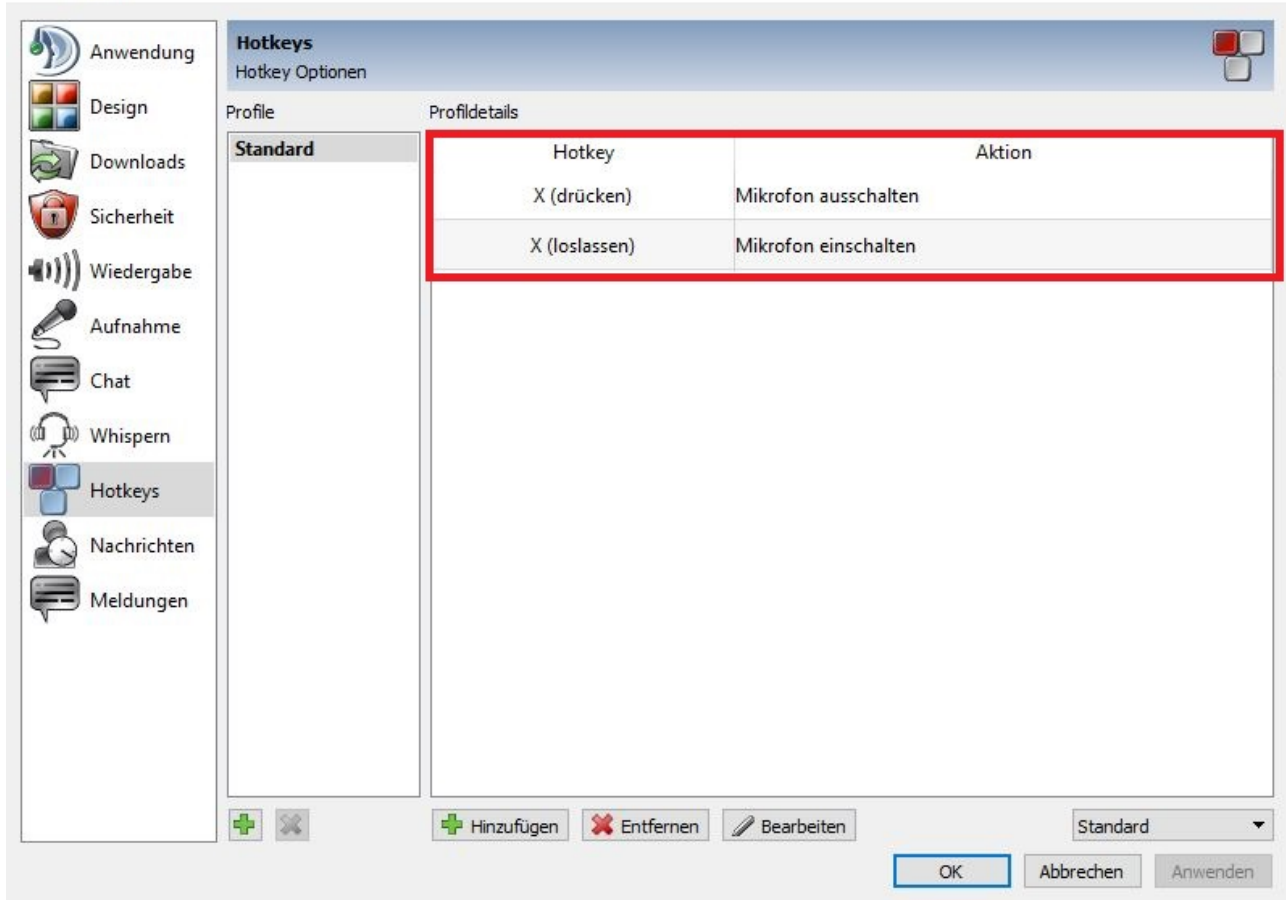 Anwendung
Design
Downloads
Sicherheit
Wiedergabe
Aufnahme
Chat
Whispern
Hotkeys
Nachrichten
Meldungen
Hotkeys
Hotkey Optionen
Profile
Standard
Profildetails
Hotkey Aktion
X (drücken) Mikrofon ausschalten
X (loslassen) Mikrofon einschalten
Hinzufügen Entfernen Bearbeiten Standard
OK Abbrechen Anwenden